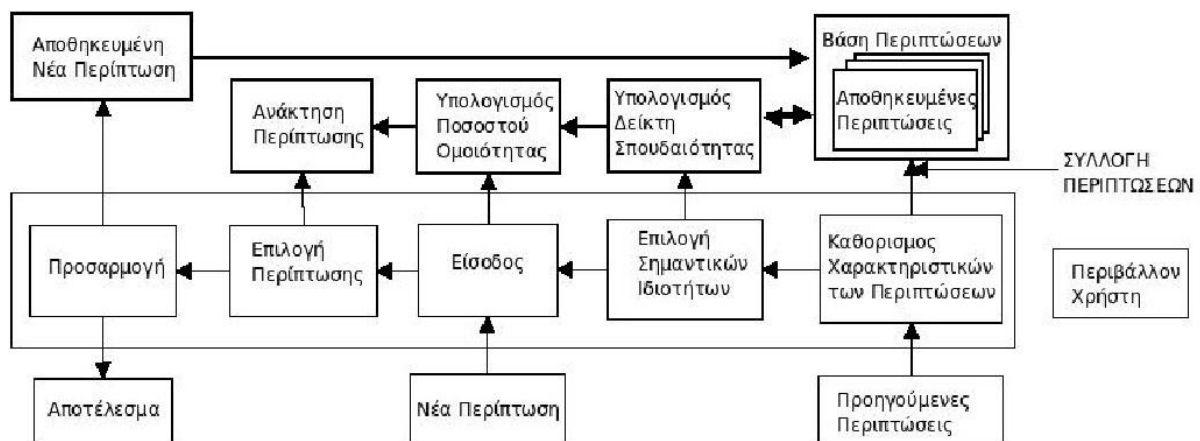 Αποθηκευμένη
Νέα Περίπτωση
Βάση Περιπτώσεων
Αποθηκευμένες
Περιπτώσεις
Ανάκτηση
Περίπτωσης
Υπολογισμός
Ποσοστού
Ομοιότητας
Υπολογισμός
Δείκτη
Σπουδαιότητας
ΣΥΛΛΟΓΗ
ΠΕΡΙΠΤΩΣΕΩΝ
Προσαρμογή
Επιλογή
Περίπτωσης
Είσοδος
Επιλογή
Σημαντικών
Ιδιοτήτων
Καθορισμος
Χαρακτηριστικών
των Περιπτώσεων
Περιβάλλον
Χρήστη
Αποτέλεσμα
Νέα Περίπτωση
Προηγούμενες
Περιπτώσεις